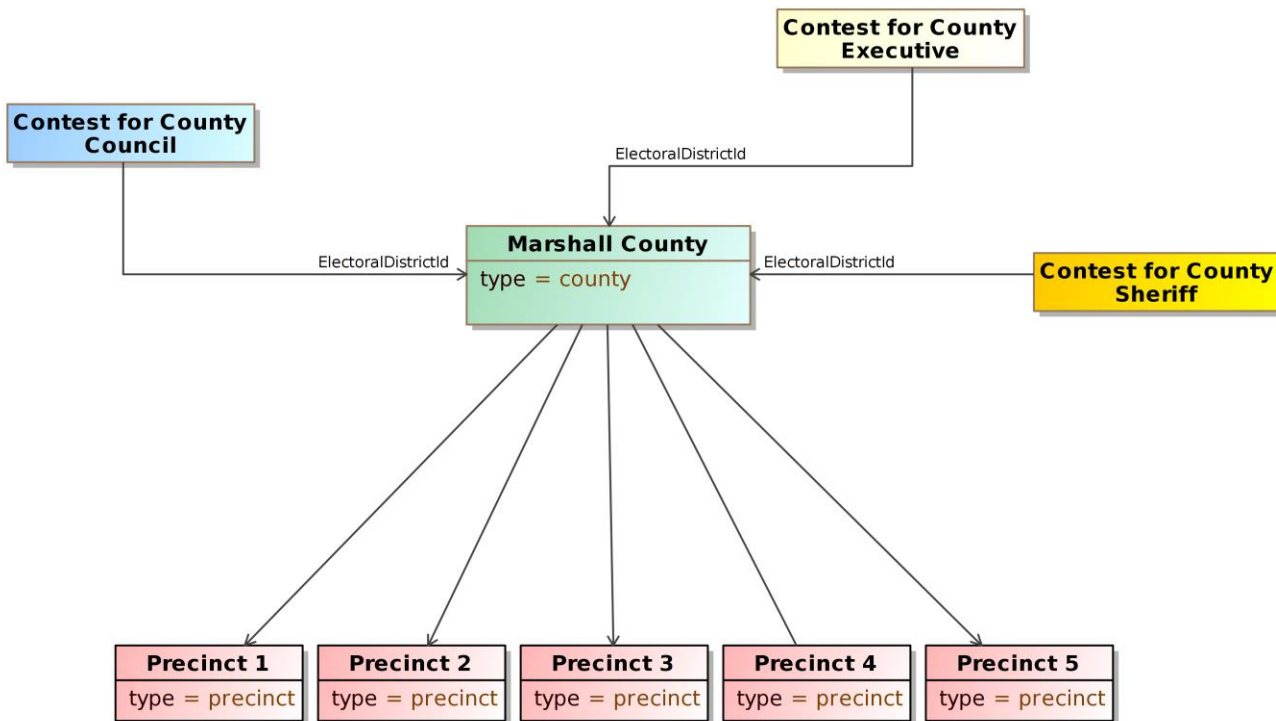 Contest for County
Executive
Contest for County
Council
ElectoralDistrictId
Marshall County
type = county
ElectoralDistrictId
ElectoralDistrictId
Contest for County
Sheriff
Precinct 1
type = precinct
Precinct 2
type = precinct
Precinct 3
type = precinct
Precinct 4
type = precinct
Precinct 5
type = precinct